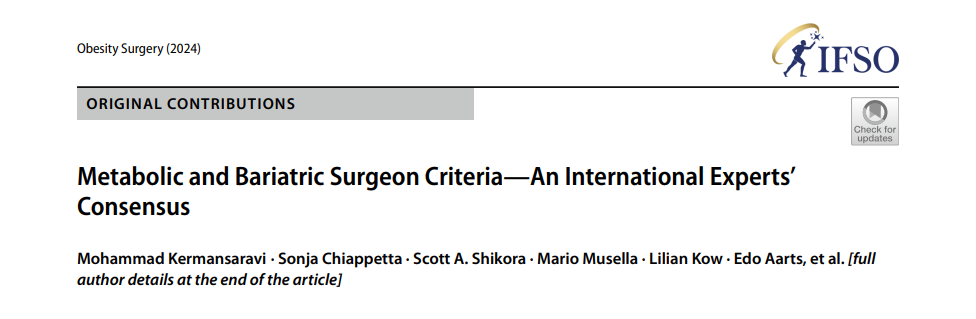 Obesity Surgery (2024)
IFSO
ORIGINAL CONTRIBUTIONS
Check for
updates
Metabolic and Bariatric Surgeon Criteria—An International Experts’
Consensus
Mohammad Kermansaravi · Sonja Chiappetta · Scott A. Shikora · Mario Musella · Lilian Kow · Edo Aarts, et al. [full
author details at the end of the article]